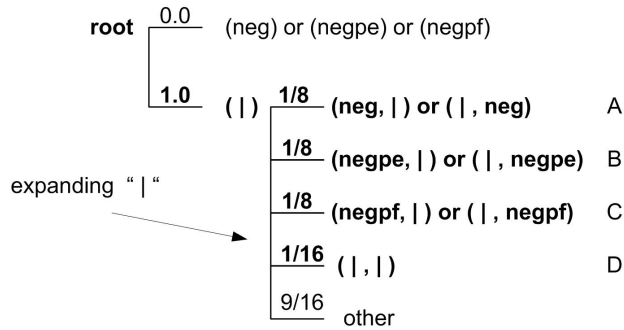 root 0.0 (neg) or (negpe) or (negpf)
1.0 ( | ) 1/8 (neg, | ) or ( | , neg) A
1/8 (negpe, | ) or ( | , negpe) B
expanding “ | “
1/8 (negpf, | ) or ( | , negpf) C
1/16 ( | , | ) D
9/16 other